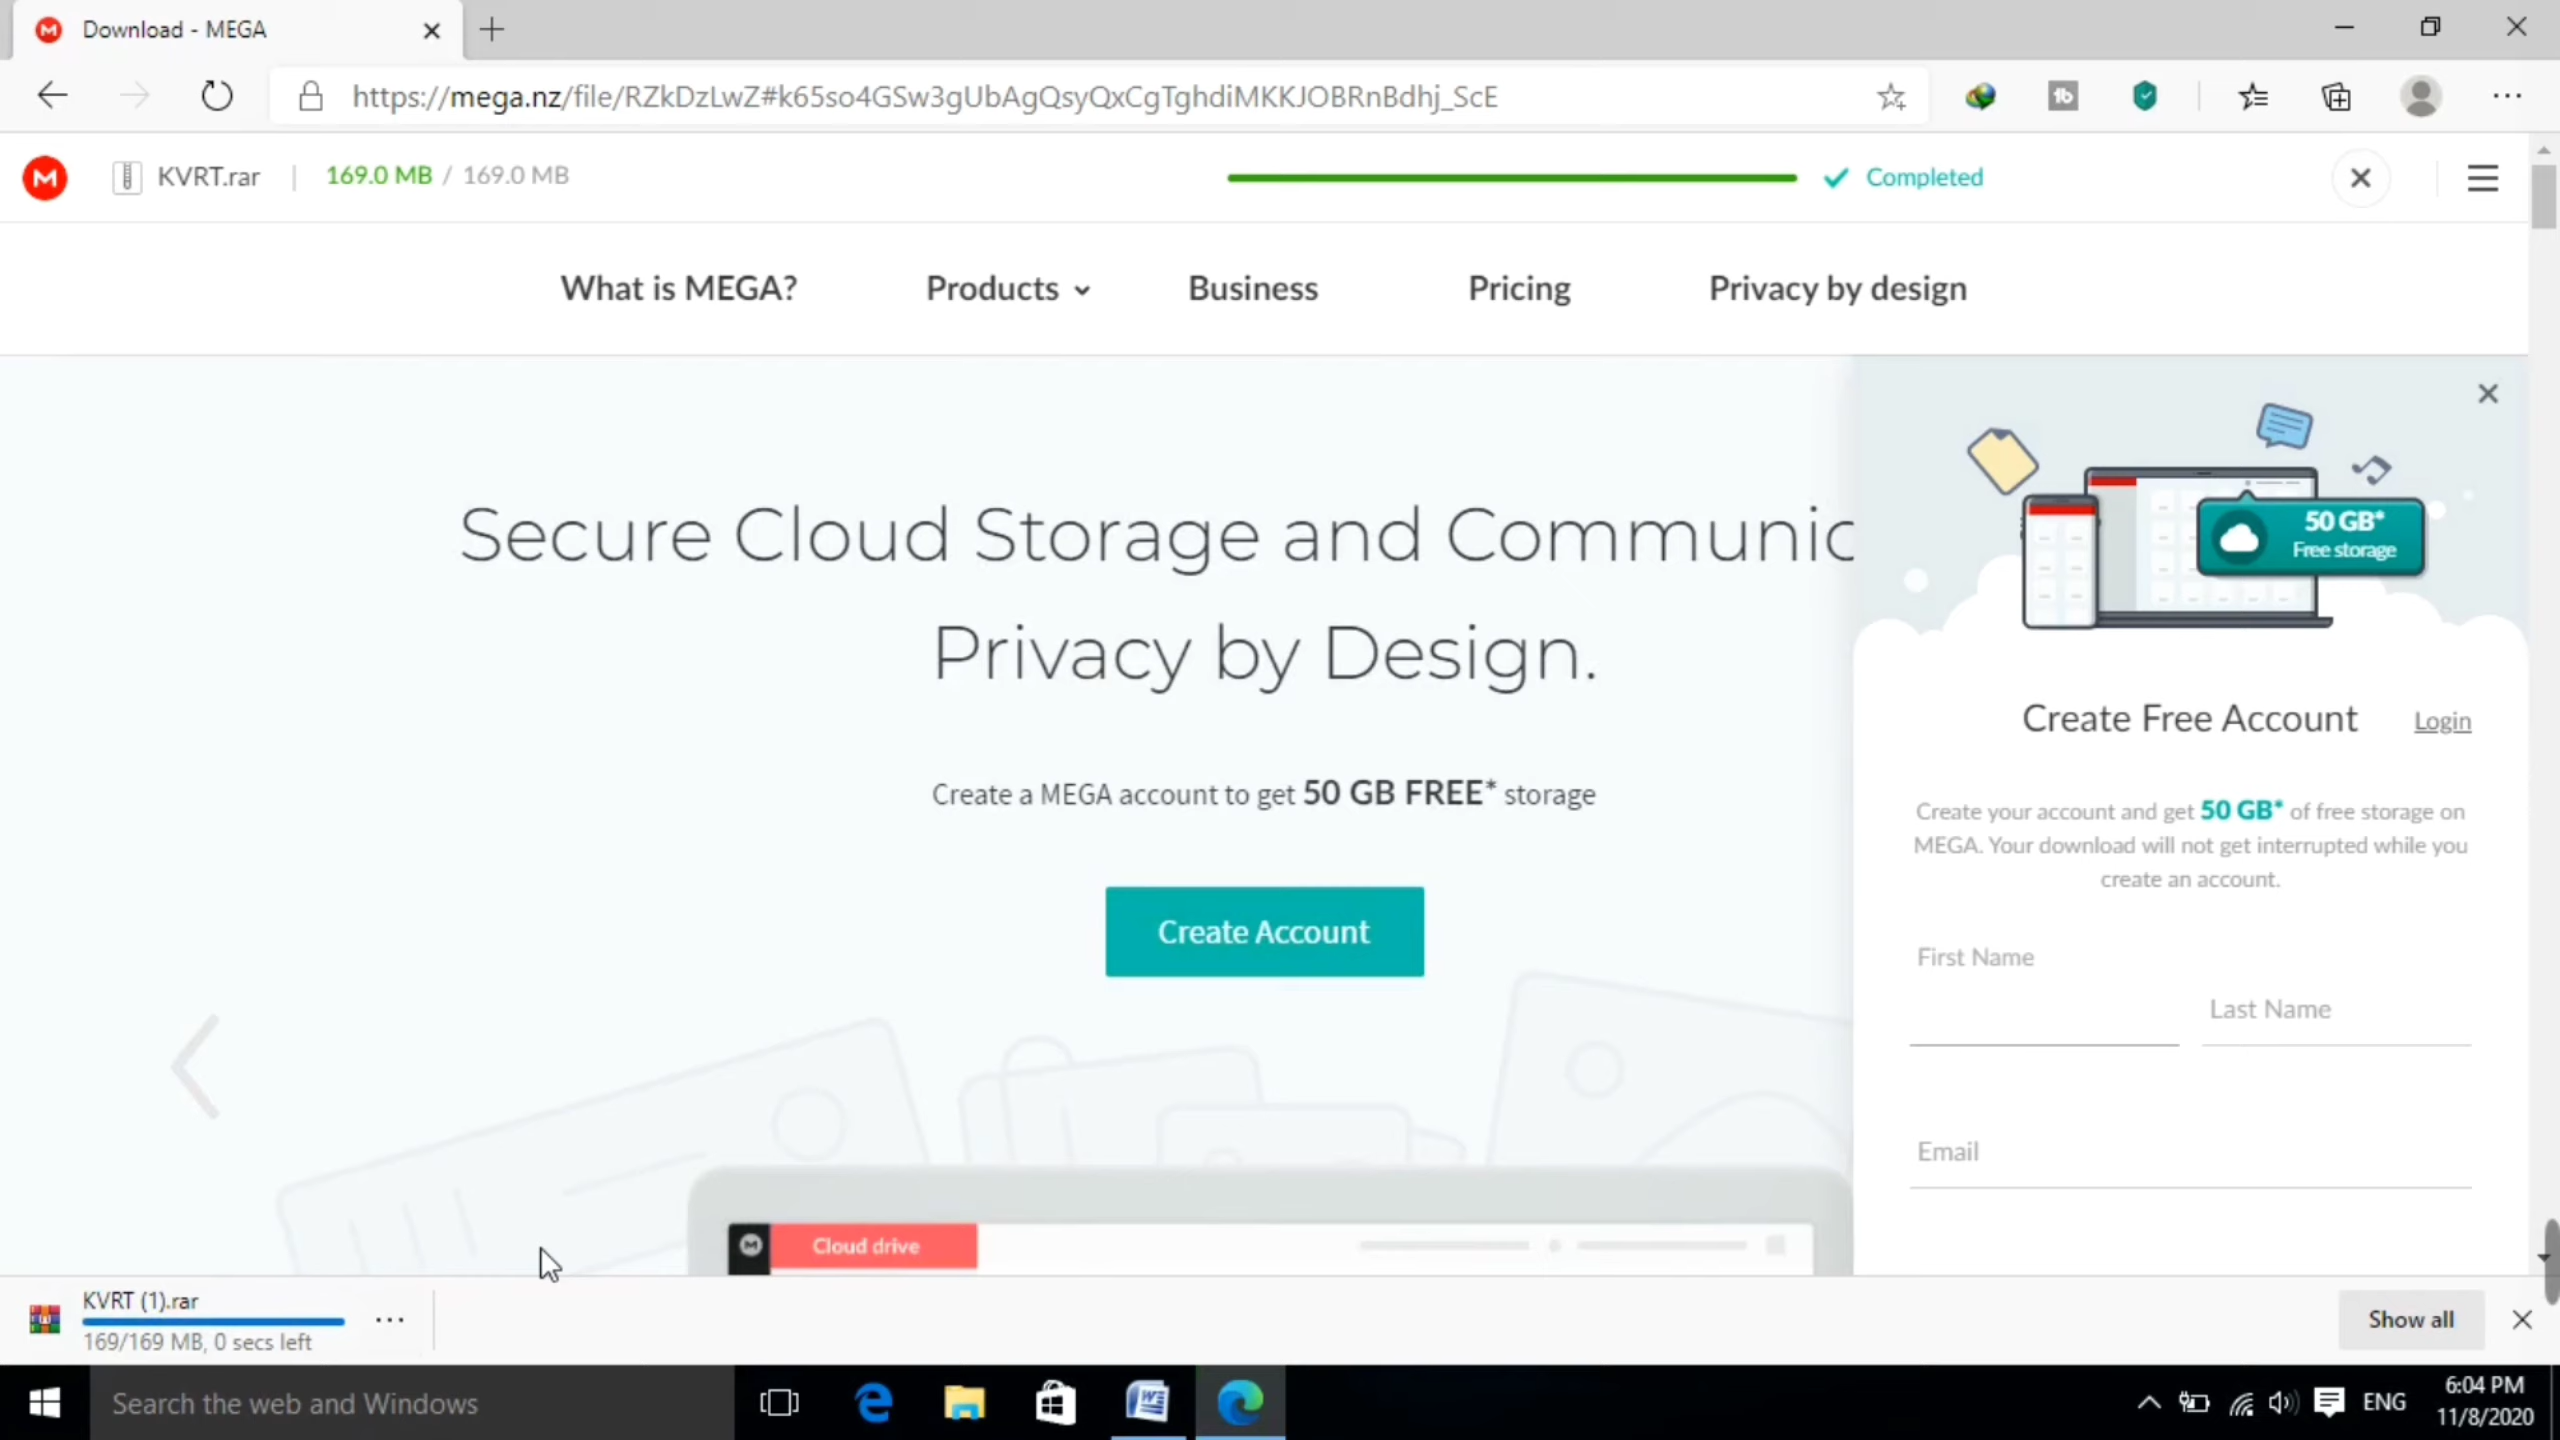 Download - MEGA
https://mega.nz/file/RZkDzLwZ#k65so4GSw3gUbAgQsyQxCgTghdiMKKJOBRnBdhj_ScE
KVRT.rar
169.0 MB / 169.0 MB
Completed
What is MEGA?
Products
Business
Pricing
Privacy by design
Secure Cloud Storage and Communic
Privacy by Design.
Create a MEGA account to get 50 GB FREE* storage
Create Account
Cloud drive
50 GB*
Free storage
Create Free Account
Login
Create your account and get 50 GB* of free storage on
MEGA. Your download will not get interrupted while you
create an account.
First Name
Last Name
Email
KVRT (1).rar
169/169 MB, 0 secs left
Show all
Search the web and Windows
ENG
6:04 PM
11/8/2020